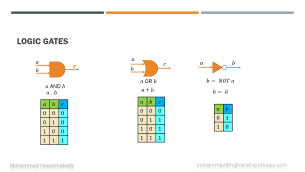 LOGIC GATES
a
b
c
a AND b
a . b
a b c
0 0 0
0 1 0
1 0 0
1 1 1
a
b
c
a OR b
a + b
a b c
0 0 0
0 1 1
1 0 1
1 1 1
a
b
b = NOT a
b = ā
a b
0 1
1 0
Mohammad Hosseinabady
mohammad@highlevel-synthesis.com